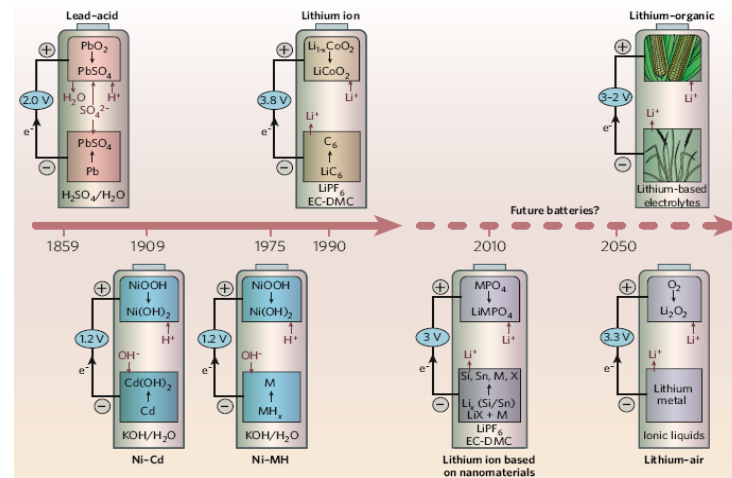 Lead–acid
+
PbO2
PbSO4
H2O H+
SO4 2–
2.0 V
e-
PbSO4
Pb
–
H2SO4/H2O
Lithium ion
+
Li1-xCoO2
LiCoO2
Li+
3.8 V
Li+
e-
C6
LiC6
–
LiPF6
EC-DMC
Lithium–organic
+
Li+
3–2 V
Li+
e-
–
Lithium-based
electrolytes
Future batteries?
1859 1909 1975 1990 2010 2050
+
NiOOH
Ni(OH)2
H+
1.2 V
OH-
e-
Cd(OH)2
Cd
–
KOH/H2O
Ni–Cd
+
NiOOH
Ni(OH)2
H+
1.2 V
OH-
e-
M
MHx
–
KOH/H2O
Ni–MH
+
MPO4
LiMPO4
Li+
3 V
Li+
e-
Si, Sn, M, X
Lix (Si/Sn)
LiX + M
–
LiPF6
EC-DMC
Lithium ion based
on nanomaterials
+
O2
Li2O2
Li+
3.3 V
Li+
e-
Lithium
metal
–
Ionic liquids
Lithium–air